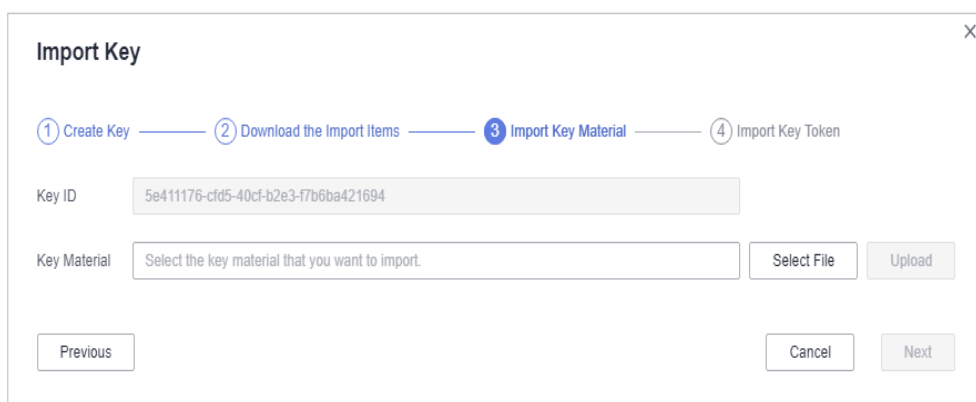 Import Key
1 Create Key 2 Download the Import Items 3 Import Key Material 4 Import Key Token
Key ID 5e411176-cfd5-40cf-b2e3-f7b6ba421694
Key Material Select the key material that you want to import. Select File Upload
Previous Cancel Next